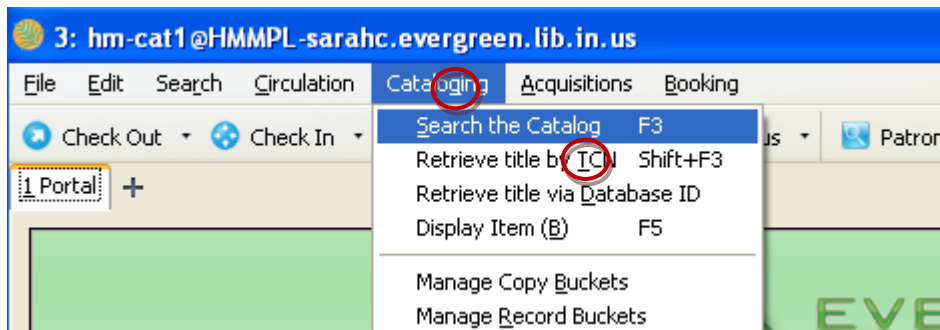 3: hm-cat1@HMMPL-sarahc.evergreen.lib.in.us
File Edit Search Circulation Cataloging Acquisitions Booking
Check Out Check In Patron
1 Portal
Search the Catalog F3
Retrieve title by TCN Shift+F3
Retrieve title via Database ID
Display Item (B) F5
Manage Copy Buckets
Manage Record Buckets
EVE